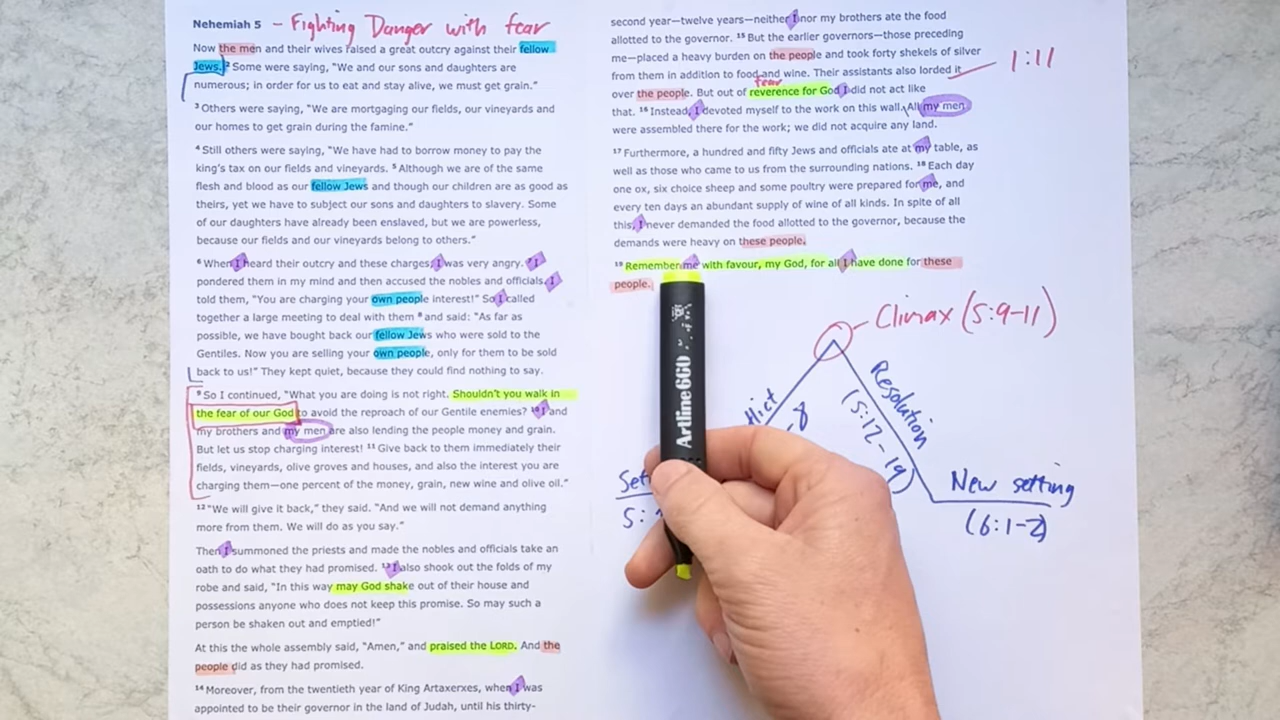 Nehemiah 5 - Fighting Danger with fear
Now the men and their wives raised a great outcry against their fellow
Jews. 2 Some were saying, “We and our sons and daughters are
numerous; in order for us to eat and stay alive, we must get grain.”
3 Others were saying, “We are mortgaging our fields, our vineyards and
our homes to get grain during the famine.”
4 Still others were saying, “We have had to borrow money to pay the
king’s tax on our fields and vineyards. 5 Although we are of the same
flesh and blood as our fellow Jews and though our children are as good as
theirs, yet we have to subject our sons and daughters to slavery. Some
of our daughters have already been enslaved, but we are powerless,
because our fields and our vineyards belong to others.”
6 When I heard their outcry and these charges, I was very angry. 7 I
pondered them in my mind and then accused the nobles and officials. I
told them, “You are charging your own people interest!” So I called
together a large meeting to deal with them 8 and said: “As far as
possible, we have bought back our fellow Jews who were sold to the
Gentiles. Now you are selling your own people, only for them to be sold
back to us!” They kept quiet, because they could find nothing to say.
9 So I continued, “What you are doing is not right. Shouldn’t you walk in
the fear of our God to avoid the reproach of our Gentile enemies? 10 I and
my brothers and my men are also lending the people money and grain.
But let us stop charging interest! 11 Give back to them immediately their
fields, vineyards, olive groves and houses, and also the interest you are
charging them—one percent of the money, grain, new wine and olive oil.”
12 “We will give it back,” they said. “And we will not demand anything
more from them. We will do as you say.”
Then I summoned the priests and made the nobles and officials take an
oath to do what they had promised. 13 I also shook out the folds of my
robe and said, “In this way may God shake out of their house and
possessions anyone who does not keep this promise. So may such a
person be shaken out and emptied!”
At this the whole assembly said, “Amen,” and praised the LORD. And the
people did as they had promised.
14 Moreover, from the twentieth year of King Artaxerxes, when I was
appointed to be their governor in the land of Judah, until his thirty-
second year—twelve years—neither I nor my brothers ate the food
allotted to the governor. 15 But the earlier governors—those preceding
me—placed a heavy burden on the people and took forty shekels of silver
from them in addition to food and wine. Their assistants also lorded it
1:11
fear
over the people. But out of reverence for God I did not act like
that. 16 Instead, I devoted myself to the work on this wall. All my men
were assembled there for the work; we did not acquire any land.
17 Furthermore, a hundred and fifty Jews and officials ate at my table, as
well as those who came to us from the surrounding nations. 18 Each day
one ox, six choice sheep and some poultry were prepared for me, and
every ten days an abundant supply of wine of all kinds. In spite of all
this, I never demanded the food allotted to the governor, because the
demands were heavy on these people.
19 Remember me with favour, my God, for all I have done for these
people.
Artline 660
Climax (5:9-11)
Resolution
(5:12-19)
New setting
(6:1-2)